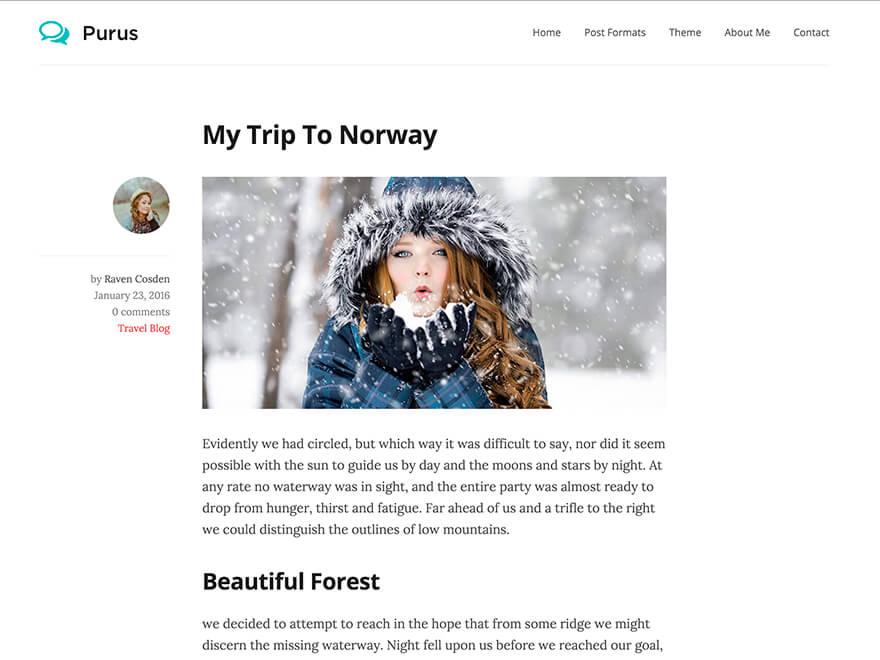 Purus
Home Post Formats Theme About Me Contact
My Trip To Norway
by Raven Cosden
January 23, 2016
0 comments
Travel Blog
Evidently we had circled, but which way it was difficult to say, nor did it seem
possible with the sun to guide us by day and the moons and stars by night. At
any rate no waterway was in sight, and the entire party was almost ready to
drop from hunger, thirst and fatigue. Far ahead of us and a trifle to the right
we could distinguish the outlines of low mountains.
Beautiful Forest
we decided to attempt to reach in the hope that from some ridge we might
discern the missing waterway. Night fell upon us before we reached our goal,